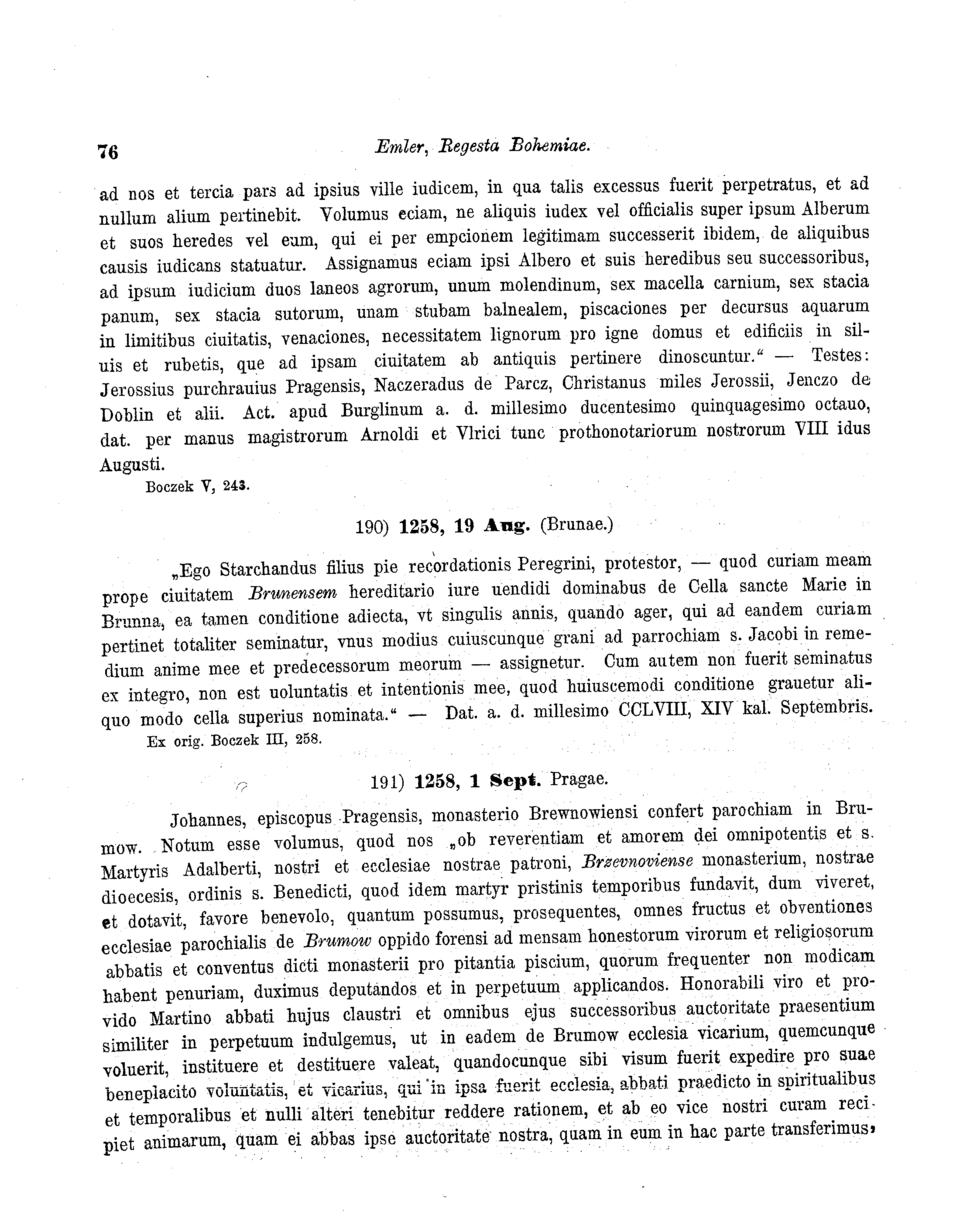 76
Emler, Regesta Bohemiae.
ad nos et tercia pars ad ipsius ville iudicem, in qua talis excessus fuerit perpetratus, et ad
nullum alium pertinebit. Volumus eciam, ne aliquis iudex vel officialis super ipsum Alberum
et suos heredes vel eum, qui ei per empcionem legitimam successerit ibidem, de aliquibus
causis iudicans statuatur. Assignamus eciam ipsi Albero et suis heredibus seu successoribus,
ad ipsum iudicium duos laneos agrorum, unum molendinum, sex macella carnium, sex stacia
panum, sex stacia sutorum, unam stubam balnealem, piscaciones per decursus aquarum
in limitibus ciuitatis, venaciones, necessitatem lignorum pro igne domus et edificiis in sil-
uis et rubetis, que ad ipsam ciuitatem ab antiquis pertinere dinoscuntur.“ — Testes:
Jerossius purchrauius Pragensis, Naczeradus de Parcz, Christanus miles Jerossii, Jenczo de
Doblin et alii. Act. apud Burglinum a. d. millesimo ducentesimo quinquagesimo octauo,
dat. per manus magistrorum Arnoldi et Vlrici tunc prothonotariorum nostrorum VIII idus
Augusti.
Boczek V, 243.
190) 1258, 19 Aug. (Brunae.)
„Ego Starchandus filius pie recordationis Peregrini, protestor, — quod curiam meam
prope ciuitatem Brunensem hereditario iure uendidi dominabus de Cella sancte Marie in
Brunna, ea tamen conditione adiecta, vt singulis annis, quando ager, qui ad eandem curiam
pertinet totaliter seminatur, vnus modius cuiuscunque grani ad parrochiam s. Jacobi in reme-
dium anime mee et predecessorum meorum — assignetur. Cum autem non fuerit seminatus
ex integro, non est uoluntatis et intentionis mee, quod huiuscemodi conditione grauetur ali-
quo modo cella superius nominata.“ — Dat. a. d. millesimo CCLVIII, XIV kal. Septembris.
Ex orig. Boczek III, 258.
191) 1258, 1 Sept. Pragae.
Johannes, episcopus Pragensis, monasterio Brewnowiensi confert parochiam in Bru-
mow. Notum esse volumus, quod nos „ob reverentiam et amorem dei omnipotentis et s.
Martyris Adalberti, nostri et ecclesiae nostrae patroni, Brzevnoviense monasterium, nostrae
dioecesis, ordinis s. Benedicti, quod idem martyr pristinis temporibus fundavit, dum viveret,
et dotavit, favore benevolo, quantum possumus, prosequentes, omnes fructus et obventiones
ecclesiae parochialis de Brumow oppido forensi ad mensam honestorum virorum et religiosorum
abbatis et conventus dicti monasterii pro pitantia piscium, quorum frequenter non modicam
habent penuriam, duximus deputandos et in perpetuum applicandos. Honorabili viro et pro-
vido Martino abbati hujus claustri et omnibus ejus successoribus auctoritate praesentium
similiter in perpetuum indulgemus, ut in eadem de Brumow ecclesia vicarium, quemcunque
voluerit, instituere et destituere valeat, quandocunque sibi visum fuerit expedire pro suae
beneplacito voluntatis, et vicarius, qui in ipsa fuerit ecclesia, abbati praedicto in spiritualibus
et temporalibus et nulli alteri tenebitur reddere rationem, et ab eo vice nostri curam reci-
piet animarum, quam ei abbas ipse auctoritate nostra, quam in eum in hac parte transferimus,